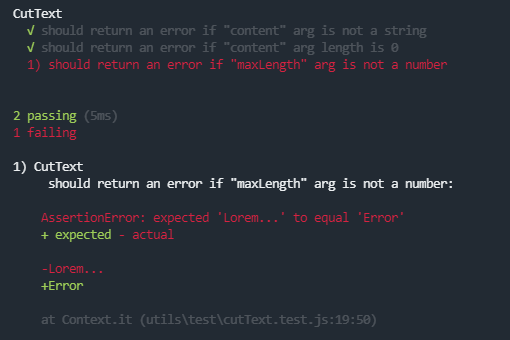 CutText
√ should return an error if "content" arg is not a string
√ should return an error if "content" arg length is 0
1) should return an error if "maxLength" arg is not a number
2 passing (5ms)
1 failing
1) CutText
should return an error if "maxLength" arg is not a number:
AssertionError: expected 'Lorem...' to equal 'Error'
+ expected - actual
-Lorem...
+Error
at Context.it (utils\test\cutText.test.js:19:50)